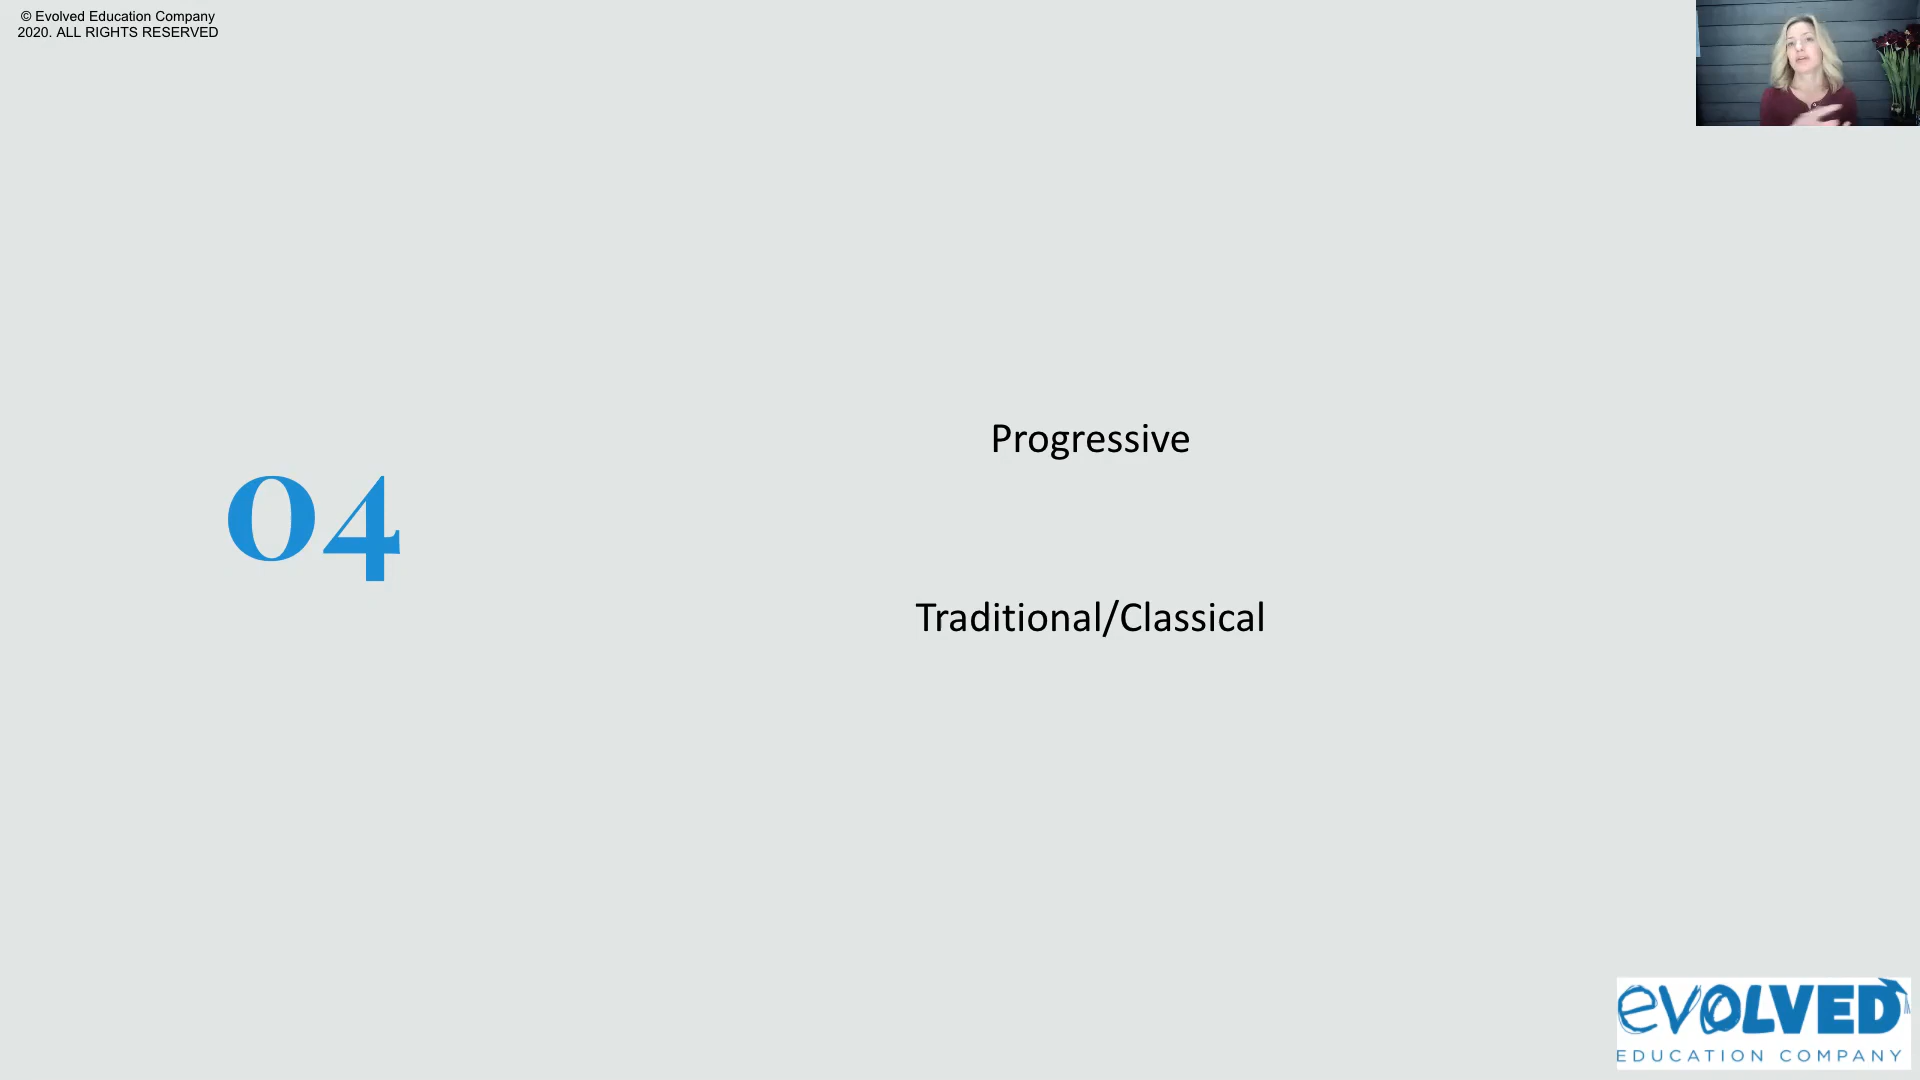 © Evolved Education Company
2020. ALL RIGHTS RESERVED
Progressive
04
Traditional/Classical
evOLVED
EDUCATION COMPANY